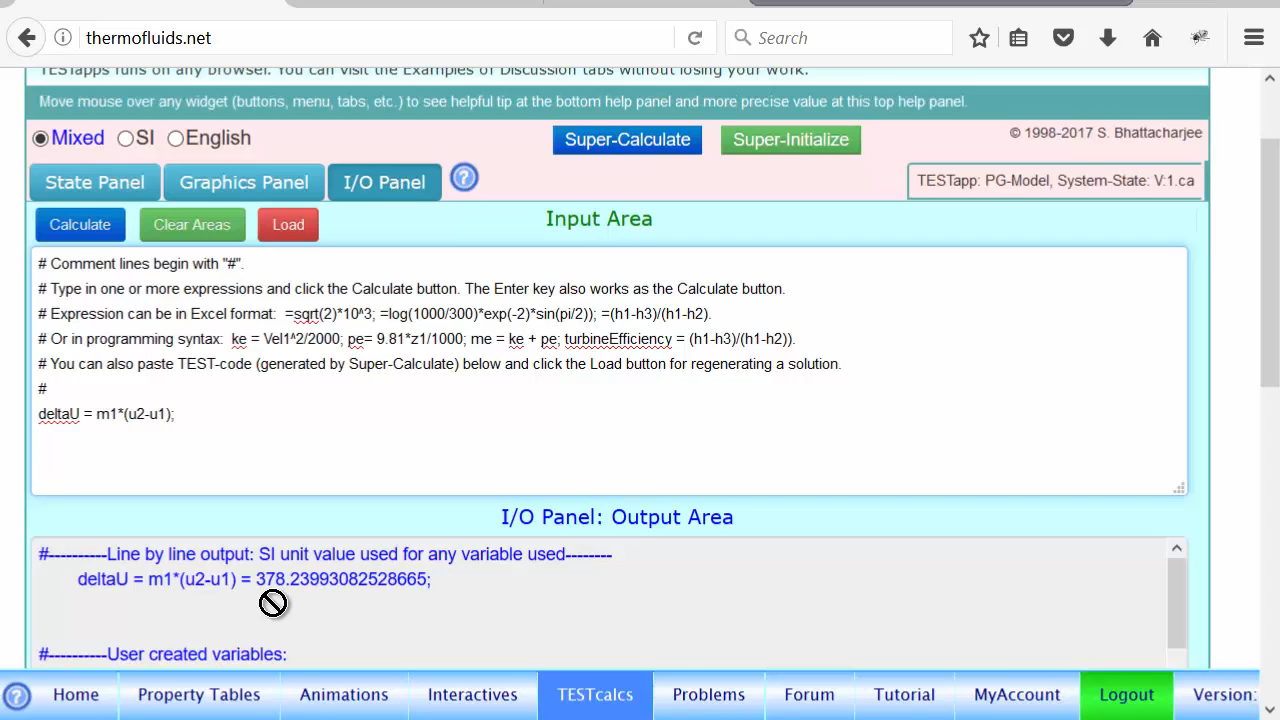 thermofluids.net
Search
TESTapps runs on any browser. You can visit the Examples of Discussion tabs without losing your work.
Move mouse over any widget (buttons, menu, tabs, etc.) to see helpful tip at the bottom help panel and more precise value at this top help panel.
Mixed SI English Super-Calculate Super-Initialize © 1998-2017 S. Bhattacharjee
State Panel Graphics Panel I/O Panel ? TESTapp: PG-Model, System-State: V:1.ca
Calculate Clear Areas Load Input Area
# Comment lines begin with "#".
# Type in one or more expressions and click the Calculate button. The Enter key also works as the Calculate button.
# Expression can be in Excel format: =sqrt(2)*10^3; =log(1000/300)*exp(-2)*sin(pi/2)); =(h1-h3)/(h1-h2).
# Or in programming syntax: ke = Vel1^2/2000; pe= 9.81*z1/1000; me = ke + pe; turbineEfficiency = (h1-h3)/(h1-h2)).
# You can also paste TEST-code (generated by Super-Calculate) below and click the Load button for regenerating a solution.
#
deltaU = m1*(u2-u1);
I/O Panel: Output Area
#----------Line by line output: SI unit value used for any variable used--------
deltaU = m1*(u2-u1) = 378.23993082528665;
#----------User created variables:
? Home Property Tables Animations Interactives TESTcalcs Problems Forum Tutorial MyAccount Logout Version: